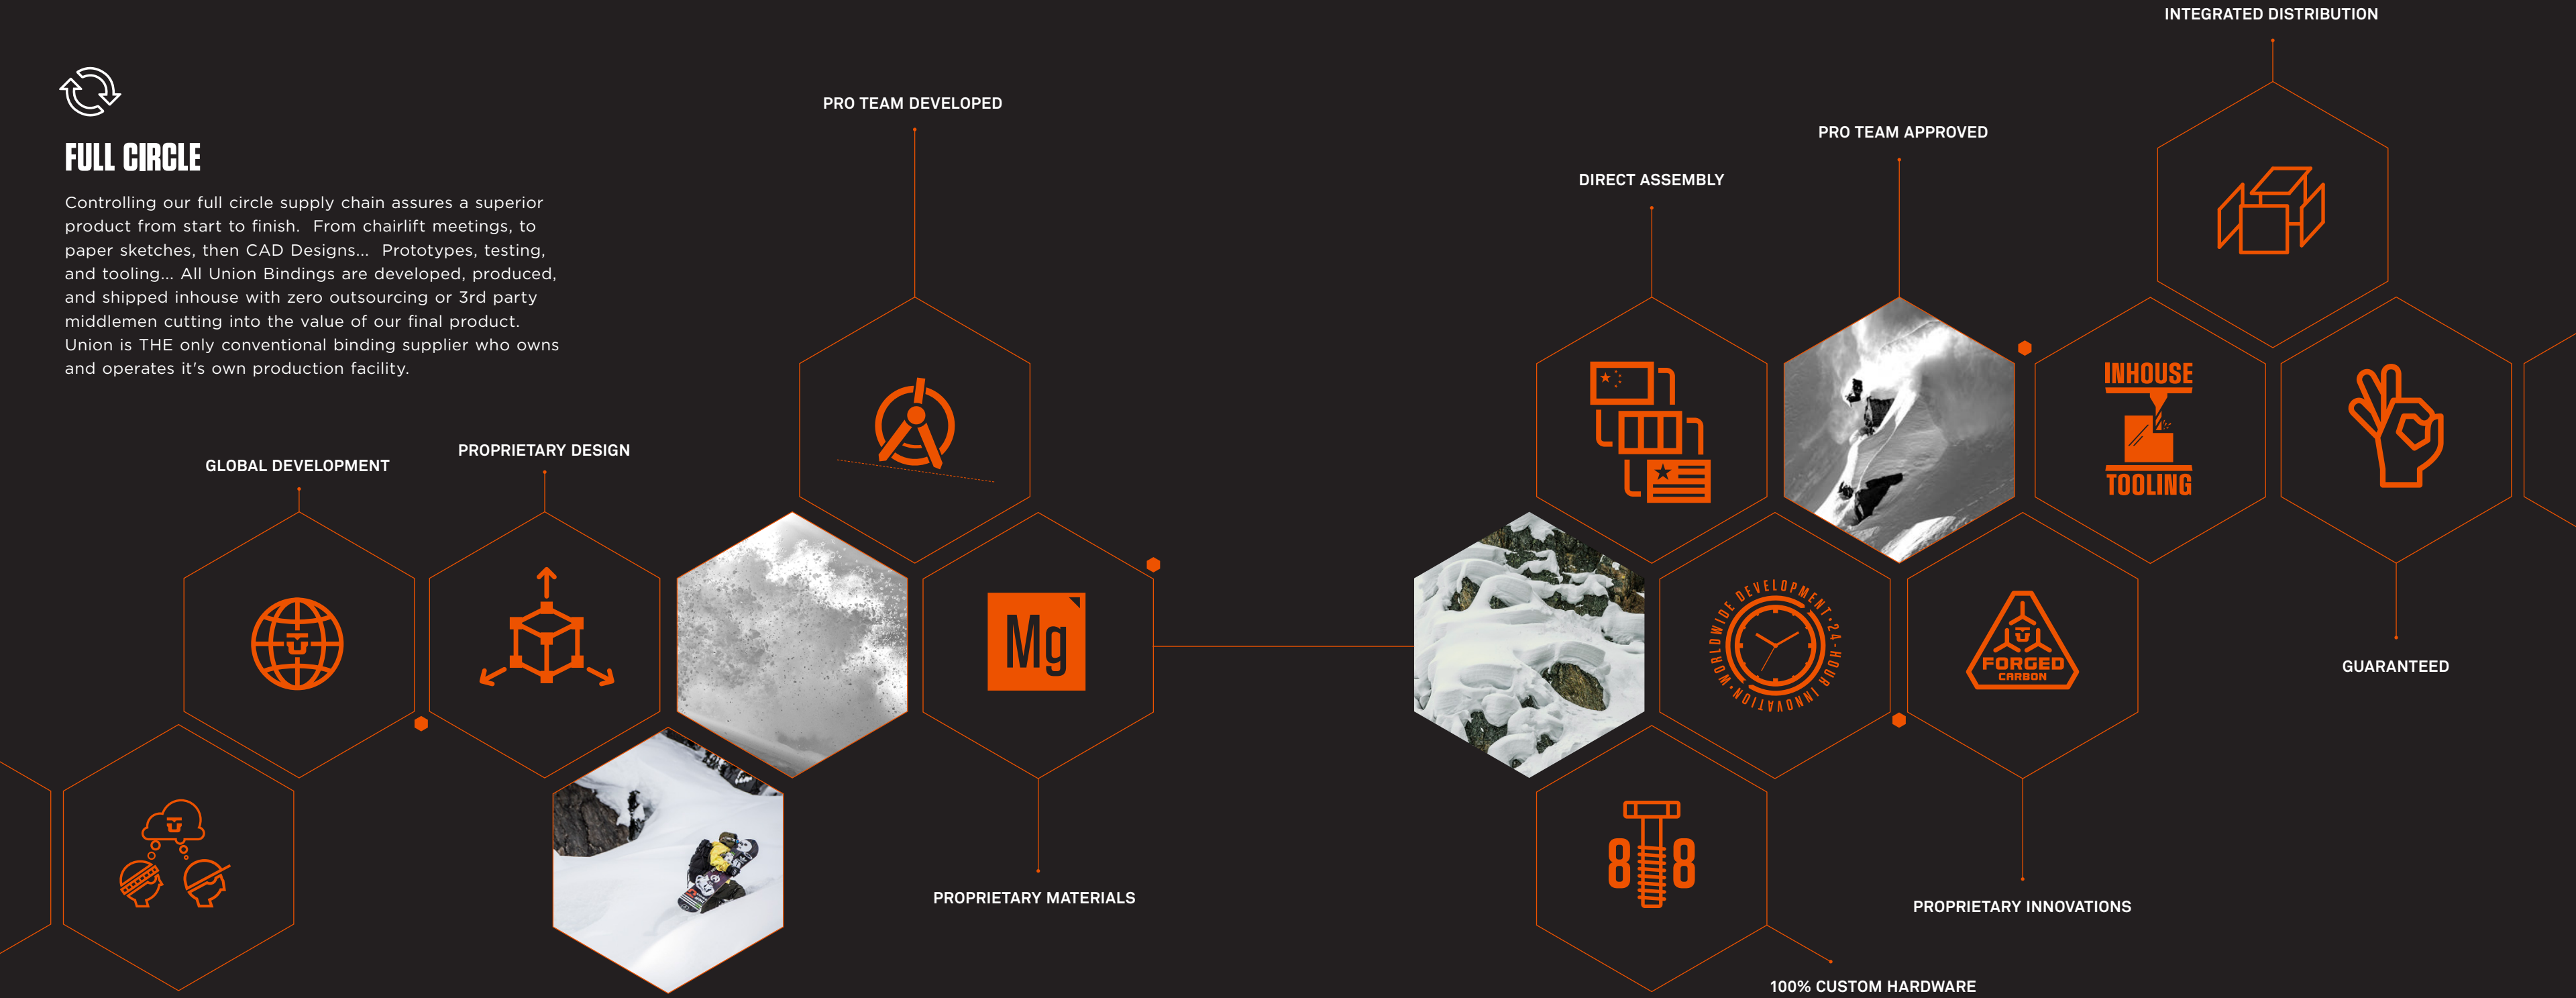 FULL CIRCLE
Controlling our full circle supply chain assures a superior
product from start to finish.  From chairlift meetings, to
paper sketches, then CAD Designs...  Prototypes, testing,
and tooling... All Union Bindings are developed, produced,
and shipped inhouse with zero outsourcing or 3rd party
middlemen cutting into the value of our final product.
Union is THE only conventional binding supplier who owns
and operates it's own production facility.
GLOBAL DEVELOPMENT
PROPRIETARY DESIGN
PRO TEAM DEVELOPED
Mg
PROPRIETARY MATERIALS
DIRECT ASSEMBLY
PRO TEAM APPROVED
INTEGRATED DISTRIBUTION
INHOUSE
TOOLING
WORLDWIDE DEVELOPMENT • 24-HOUR INNOVATION •
FORGED
CARBON
GUARANTEED
8 8
PROPRIETARY INNOVATIONS
100% CUSTOM HARDWARE